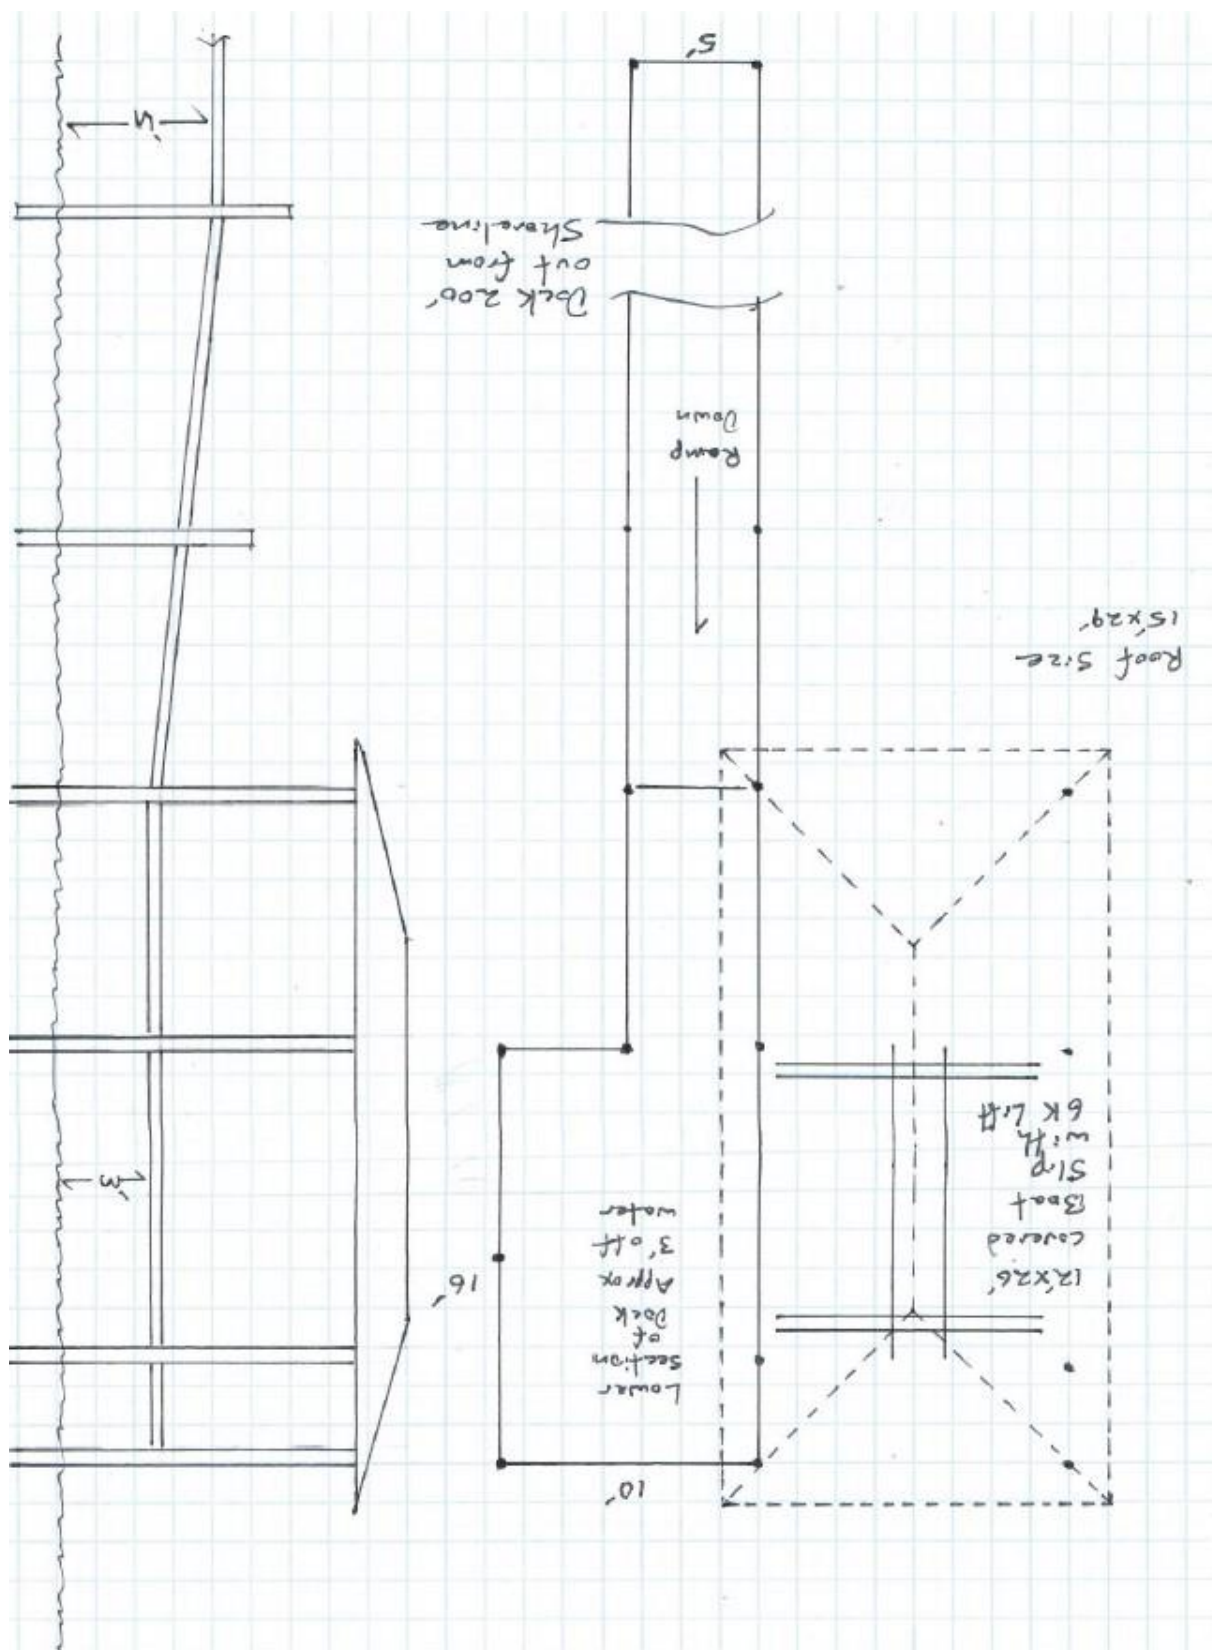 10'
Lower
Section
of
Dock
Approx
3' off
water
12'x26'
covered
Boat
Slip
with
6K Lift
16'
3'
Roof Size
15'x29'
Ramp
Down
Dock 200'
out from
Shoreline
5'
5'